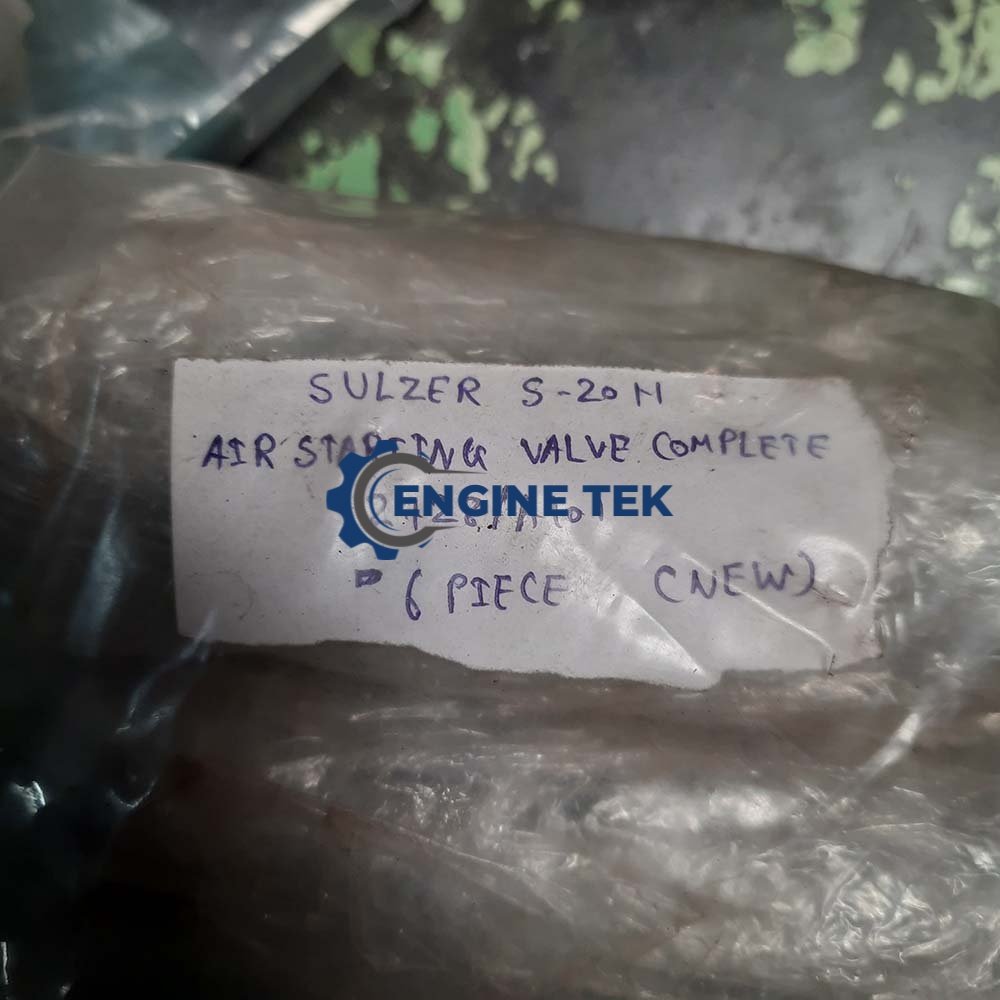 SULZER S-20H
AIR STARTING VALVE COMPLETE
ENGINE TEK
6 PIECE (NEW)